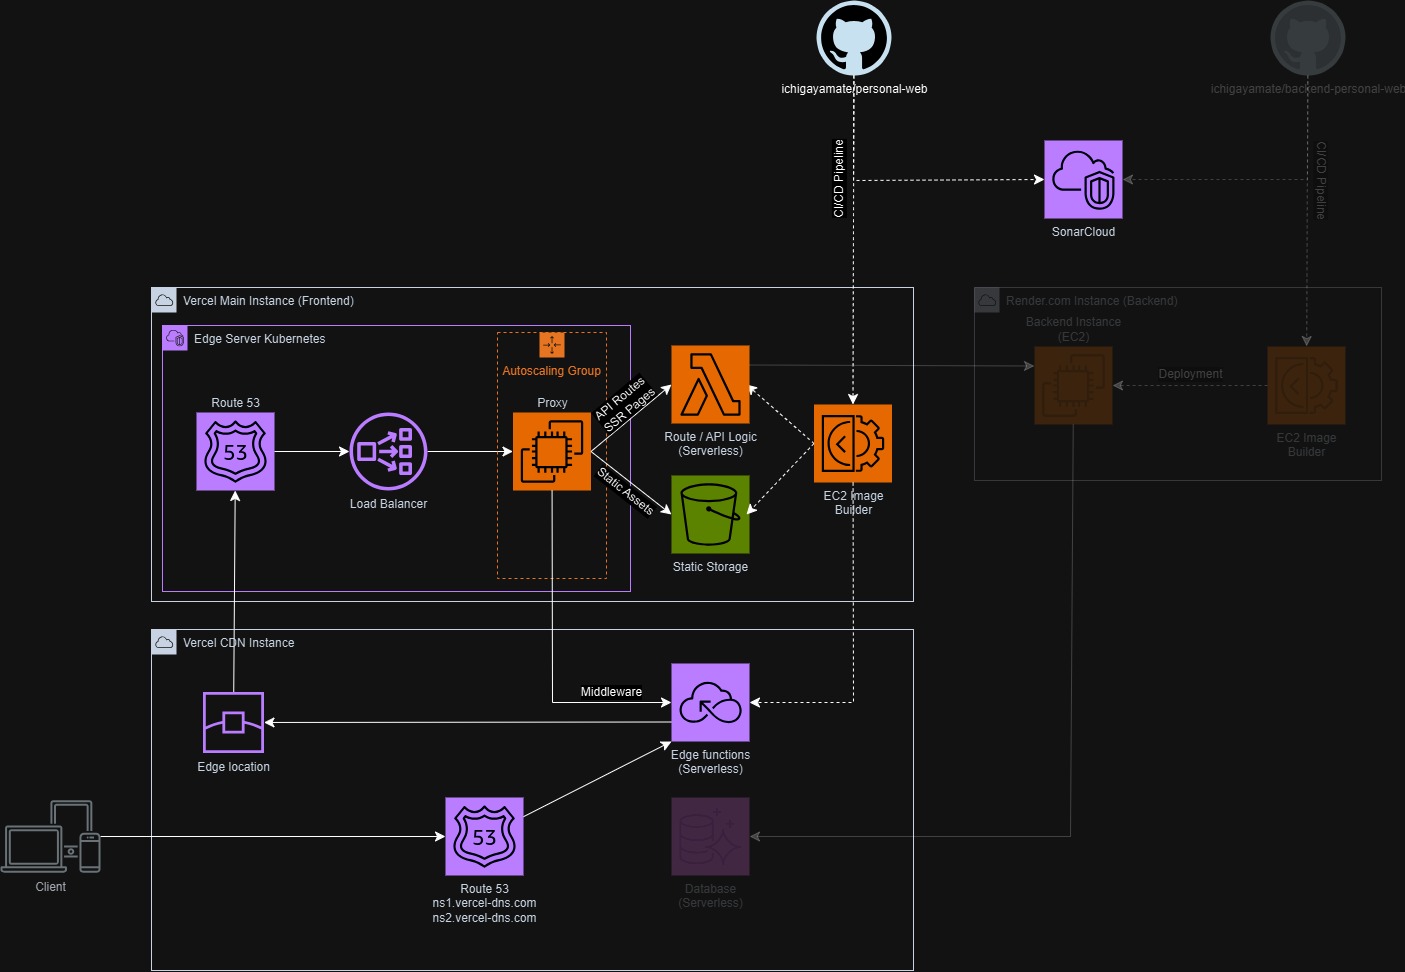 ichigayamate/personal-web
ichigayamate/backend-personal-web
CI/CD Pipeline
CI/CD Pipeline
SonarCloud
Vercel Main Instance (Frontend)
Render.com Instance (Backend)
Edge Server Kubernetes
Backend Instance
(EC2)
Autoscaling Group
API Routes
SSR Pages
Deployment
Route 53
53
Load Balancer
Proxy
Route / API Logic
(Serverless)
EC2 Image
Builder
Static Assets
EC2 Image
Builder
Static Storage
Vercel CDN Instance
Middleware
Edge location
Edge functions
(Serverless)
Client
53
Route 53
ns1.vercel-dns.com
ns2.vercel-dns.com
Database
(Serverless)